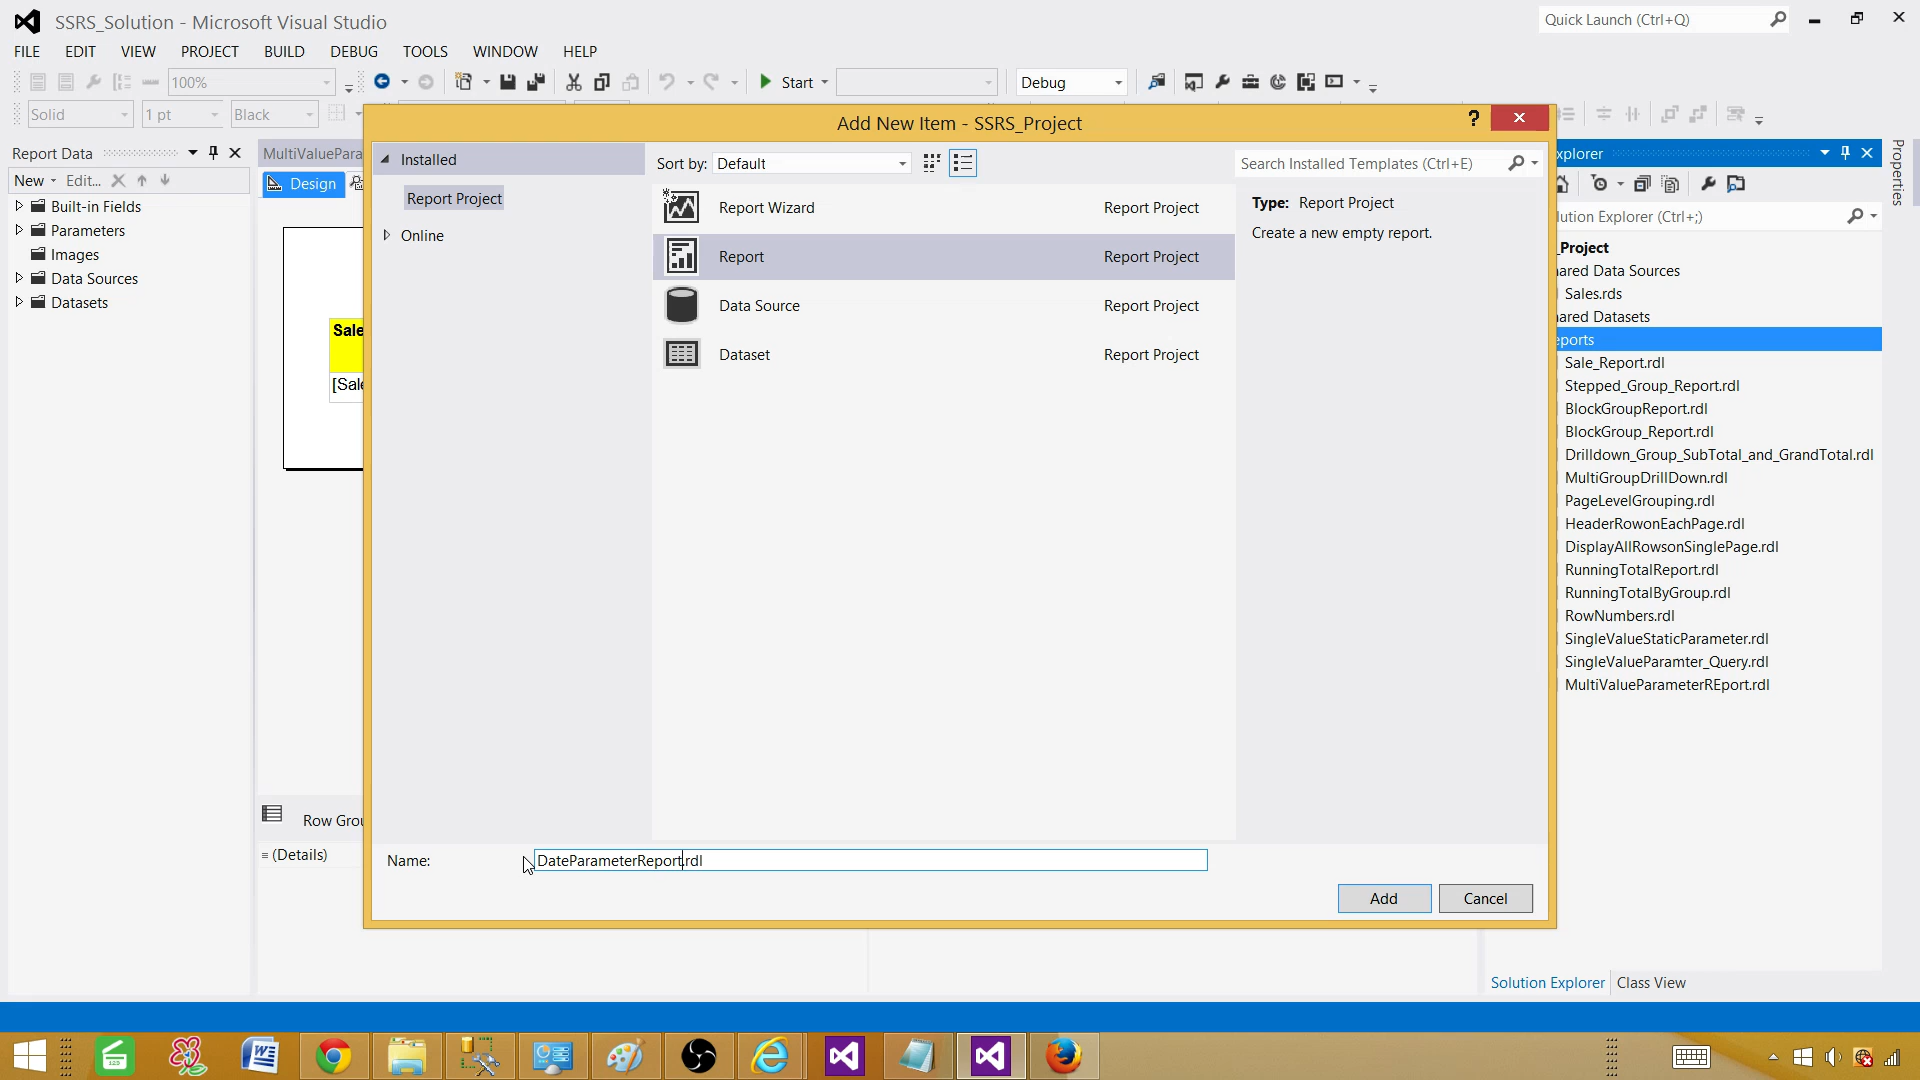 SSRS_Solution - Microsoft Visual Studio
Quick Launch (Ctrl+Q)
FILE EDIT VIEW PROJECT BUILD DEBUG TOOLS WINDOW HELP
100%
Start
Debug
Solid
1 pt
Black
Add New Item - SSRS_Project
?
Report Data
New
Edit...
Built-in Fields
Parameters
Images
Data Sources
Datasets
MultiValuePara
Design
Sale
[Sale
Row Grou
(Details)
Installed
Report Project
Online
Sort by: Default
Search Installed Templates (Ctrl+E)
Report Wizard Report Project
Report Report Project
Data Source Report Project
Dataset Report Project
Type: Report Project
Create a new empty report.
Name: DateParameterReport.rdl
Add
Cancel
xplorer
lution Explorer (Ctrl+;)
_Project
ared Data Sources
Sales.rds
ared Datasets
eports
Sale_Report.rdl
Stepped_Group_Report.rdl
BlockGroupReport.rdl
BlockGroup_Report.rdl
Drilldown_Group_SubTotal_and_GrandTotal.rdl
MultiGroupDrillDown.rdl
PageLevelGrouping.rdl
HeaderRowonEachPage.rdl
DisplayAllRowsonSinglePage.rdl
RunningTotalReport.rdl
RunningTotalByGroup.rdl
RowNumbers.rdl
SingleValueStaticParameter.rdl
SingleValueParamter_Query.rdl
MultiValueParameterREport.rdl
Solution Explorer
Class View
Properties